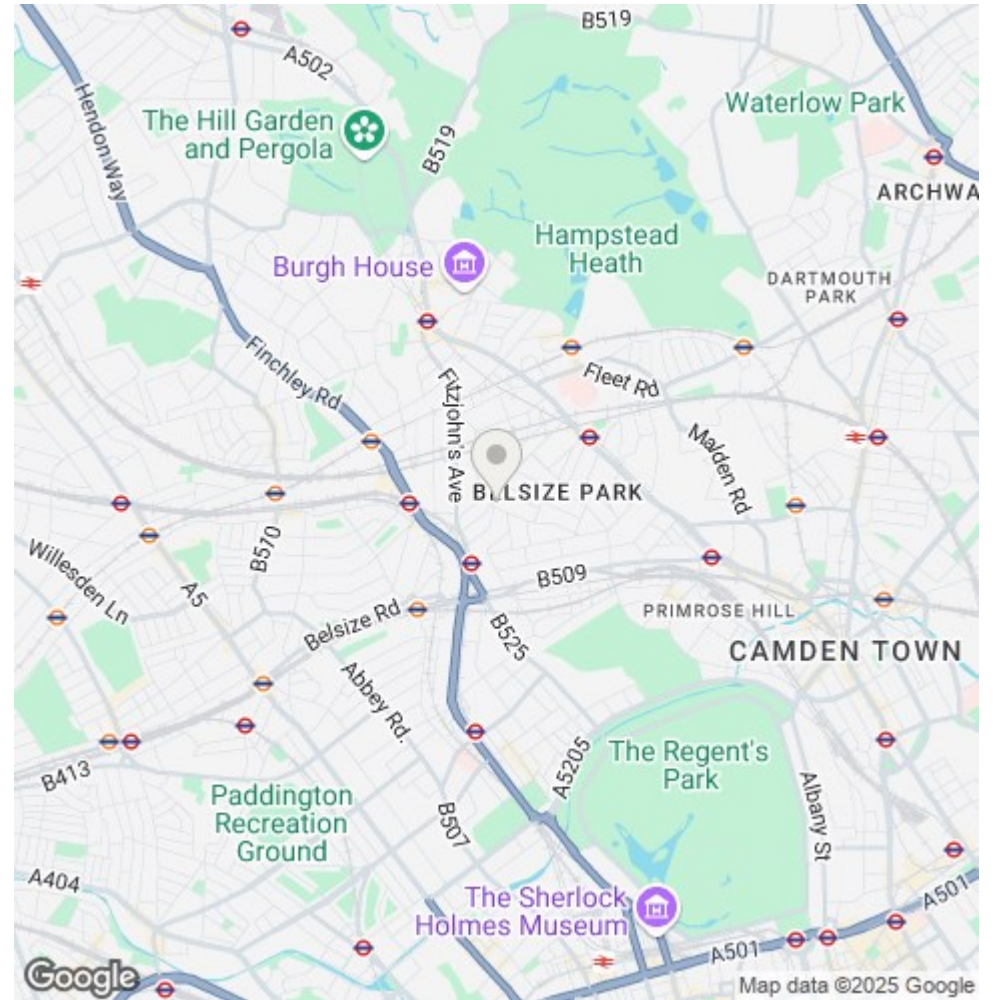 B519
A502
Waterlow Park
The Hill Garden
and Pergola
B519
Hendon Way
ARCHWA
Hampstead
Heath
Burgh House
DARTMOUTH
PARK
Finchley Rd
Fitzjohn's Ave
Fleet Rd
Malden Rd
BELSIZE PARK
B510
Willesden Ln
A5
B509
Belsize Rd
PRIMROSE HILL
B525
CAMDEN TOWN
Abbey Rd.
The Regent's
Park
A5205
B413
Albany St
Paddington
Recreation
Ground
B507
A404
The Sherlock
Holmes Museum
A501
A501
Google
Map data ©2025 Google